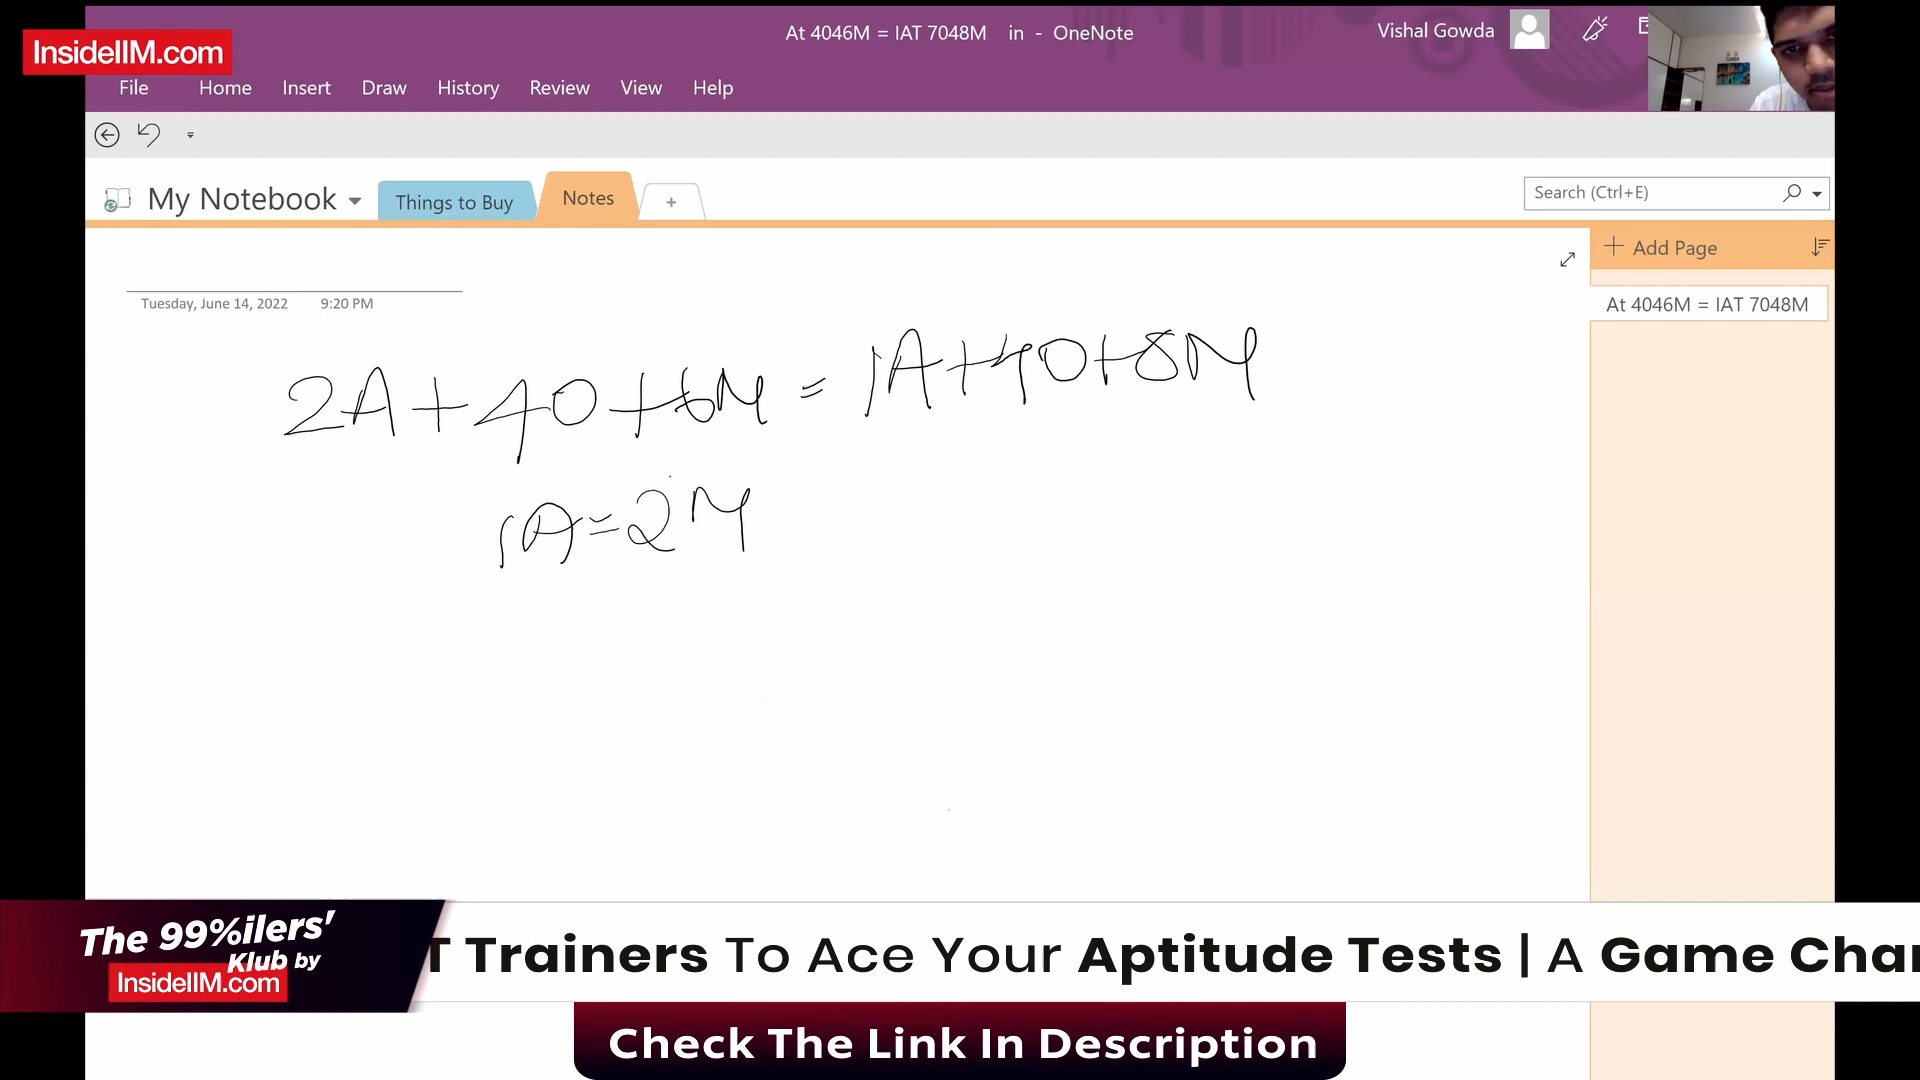 InsideIIM.com
At 4046M = IAT 7048M in - OneNote
Vishal Gowda
File Home Insert Draw History Review View Help
My Notebook
Things to Buy
Notes
+
Search (Ctrl+E)
+ Add Page
At 4046M = IAT 7048M
Tuesday, June 14, 2022 9:20 PM
2A+40+6M = 1A+40+8M
1A=2M
The 99%ilers'
Klub by
InsideIIM.com
T Trainers To Ace Your Aptitude Tests | A Game Char
Check The Link In Description